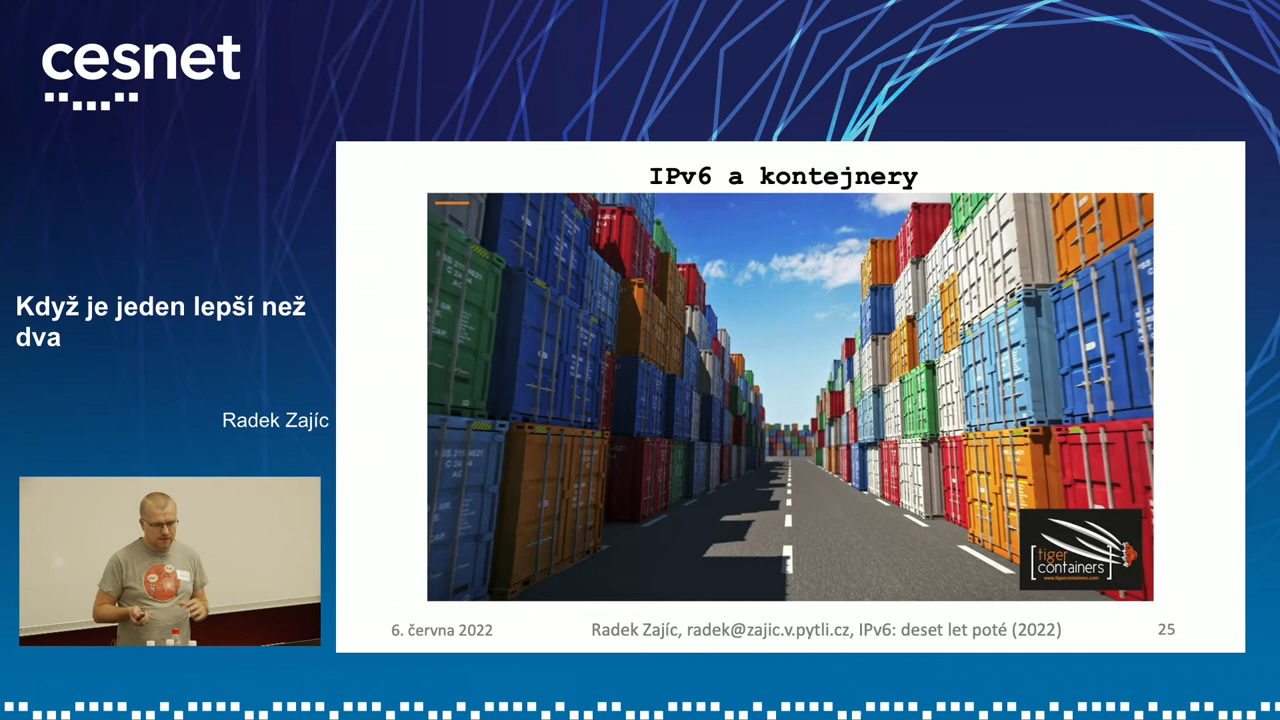 cesnet
IPv6 a kontejnery
Když je jeden lepší než
dva
Radek Zajíc
[tiger
containers]
www.tigercontainers.com
6. června 2022
Radek Zajíc, radek@zajic.v.pytli.cz, IPv6: deset let poté (2022)
25